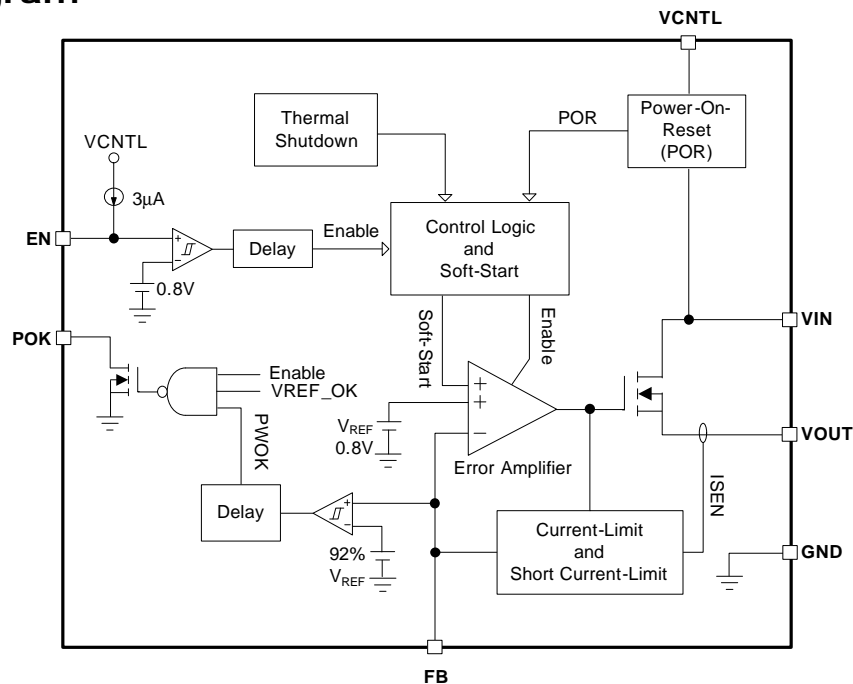 VCNTL
Thermal
Shutdown
POR
Power-On-
Reset
(POR)
VCNTL
3µA
EN
Delay
Enable
Control Logic
and
Soft-Start
0.8V
Soft-Start
Enable
VIN
POK
Enable
VREF_OK
PWOK
VREF
0.8V
Error Amplifier
VOUT
ISEN
Delay
92%
VREF
Current-Limit
and
Short Current-Limit
GND
FB